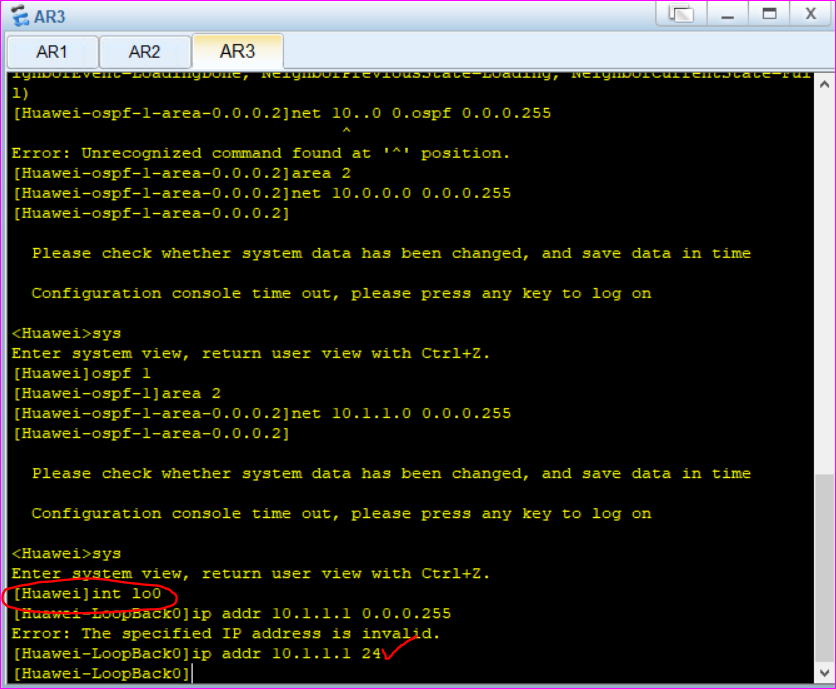 AR3
X
AR1
AR2
AR3
ighborEvent=LoadingDone, NeighborPreviousState=Loading, NeighborCurrentState=Ful
l)
[Huawei-ospf-1-area-0.0.0.2]net 10..0 0.ospf 0.0.0.255
^
Error: Unrecognized command found at '^' position.
[Huawei-ospf-1-area-0.0.0.2]area 2
[Huawei-ospf-1-area-0.0.0.2]net 10.0.0.0 0.0.0.255
[Huawei-ospf-1-area-0.0.0.2]
Please check whether system data has been changed, and save data in time
Configuration console time out, please press any key to log on
<Huawei>sys
Enter system view, return user view with Ctrl+Z.
[Huawei]ospf 1
[Huawei-ospf-1]area 2
[Huawei-ospf-1-area-0.0.0.2]net 10.1.1.0 0.0.0.255
[Huawei-ospf-1-area-0.0.0.2]
Please check whether system data has been changed, and save data in time
Configuration console time out, please press any key to log on
<Huawei>sys
Enter system view, return user view with Ctrl+Z.
[Huawei]int lo0
[Huawei-LoopBack0]ip addr 10.1.1.1 0.0.0.255
Error: The specified IP address is invalid.
[Huawei-LoopBack0]ip addr 10.1.1.1 24
[Huawei-LoopBack0]